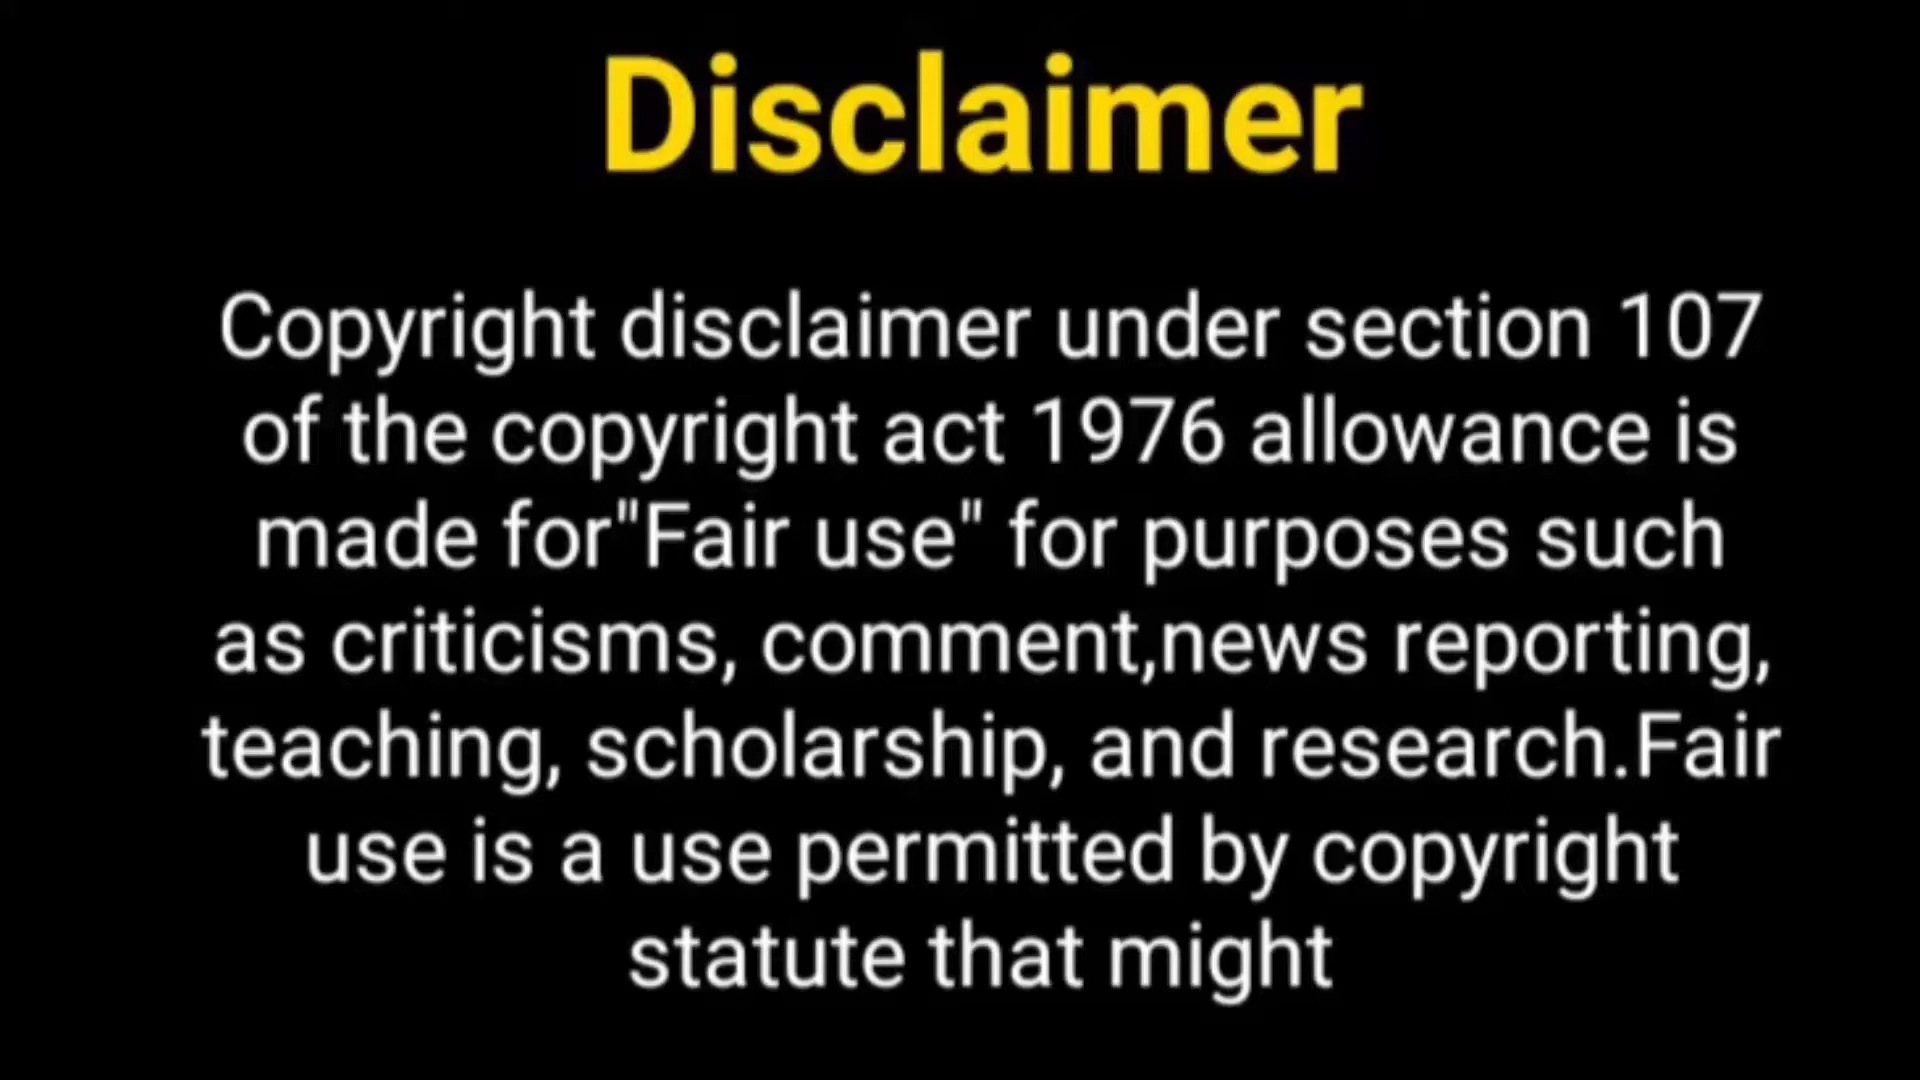 Disclaimer
Copyright disclaimer under section 107
of the copyright act 1976 allowance is
made for"Fair use" for purposes such
as criticisms, comment,news reporting,
teaching, scholarship, and research.Fair
use is a use permitted by copyright
statute that might